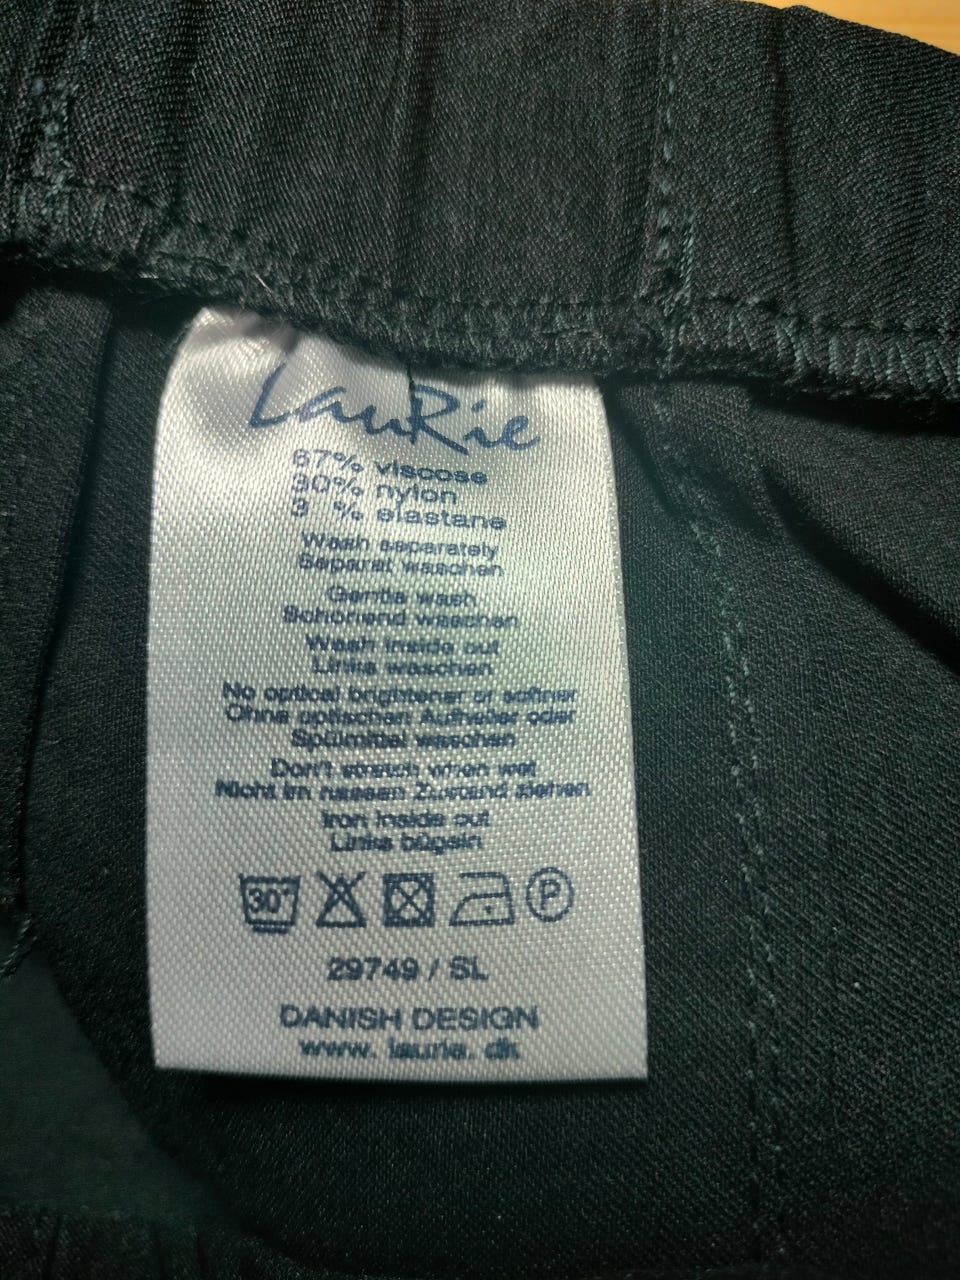 LauRie
67% viscose
30% nylon
3 % elastane
Wash separately
Separat waschen
Gentle wash
Schonend waschen
Wash inside out
Links waschen
No optical brightener or softner
Ohne optischen Aufheller oder
Spülmittel waschen
Don't stretch when wet
Nicht im nassen Zustand ziehen
Iron inside out
Links bügeln
30° P
29749 / SL
DANISH DESIGN
www. laurie. dk